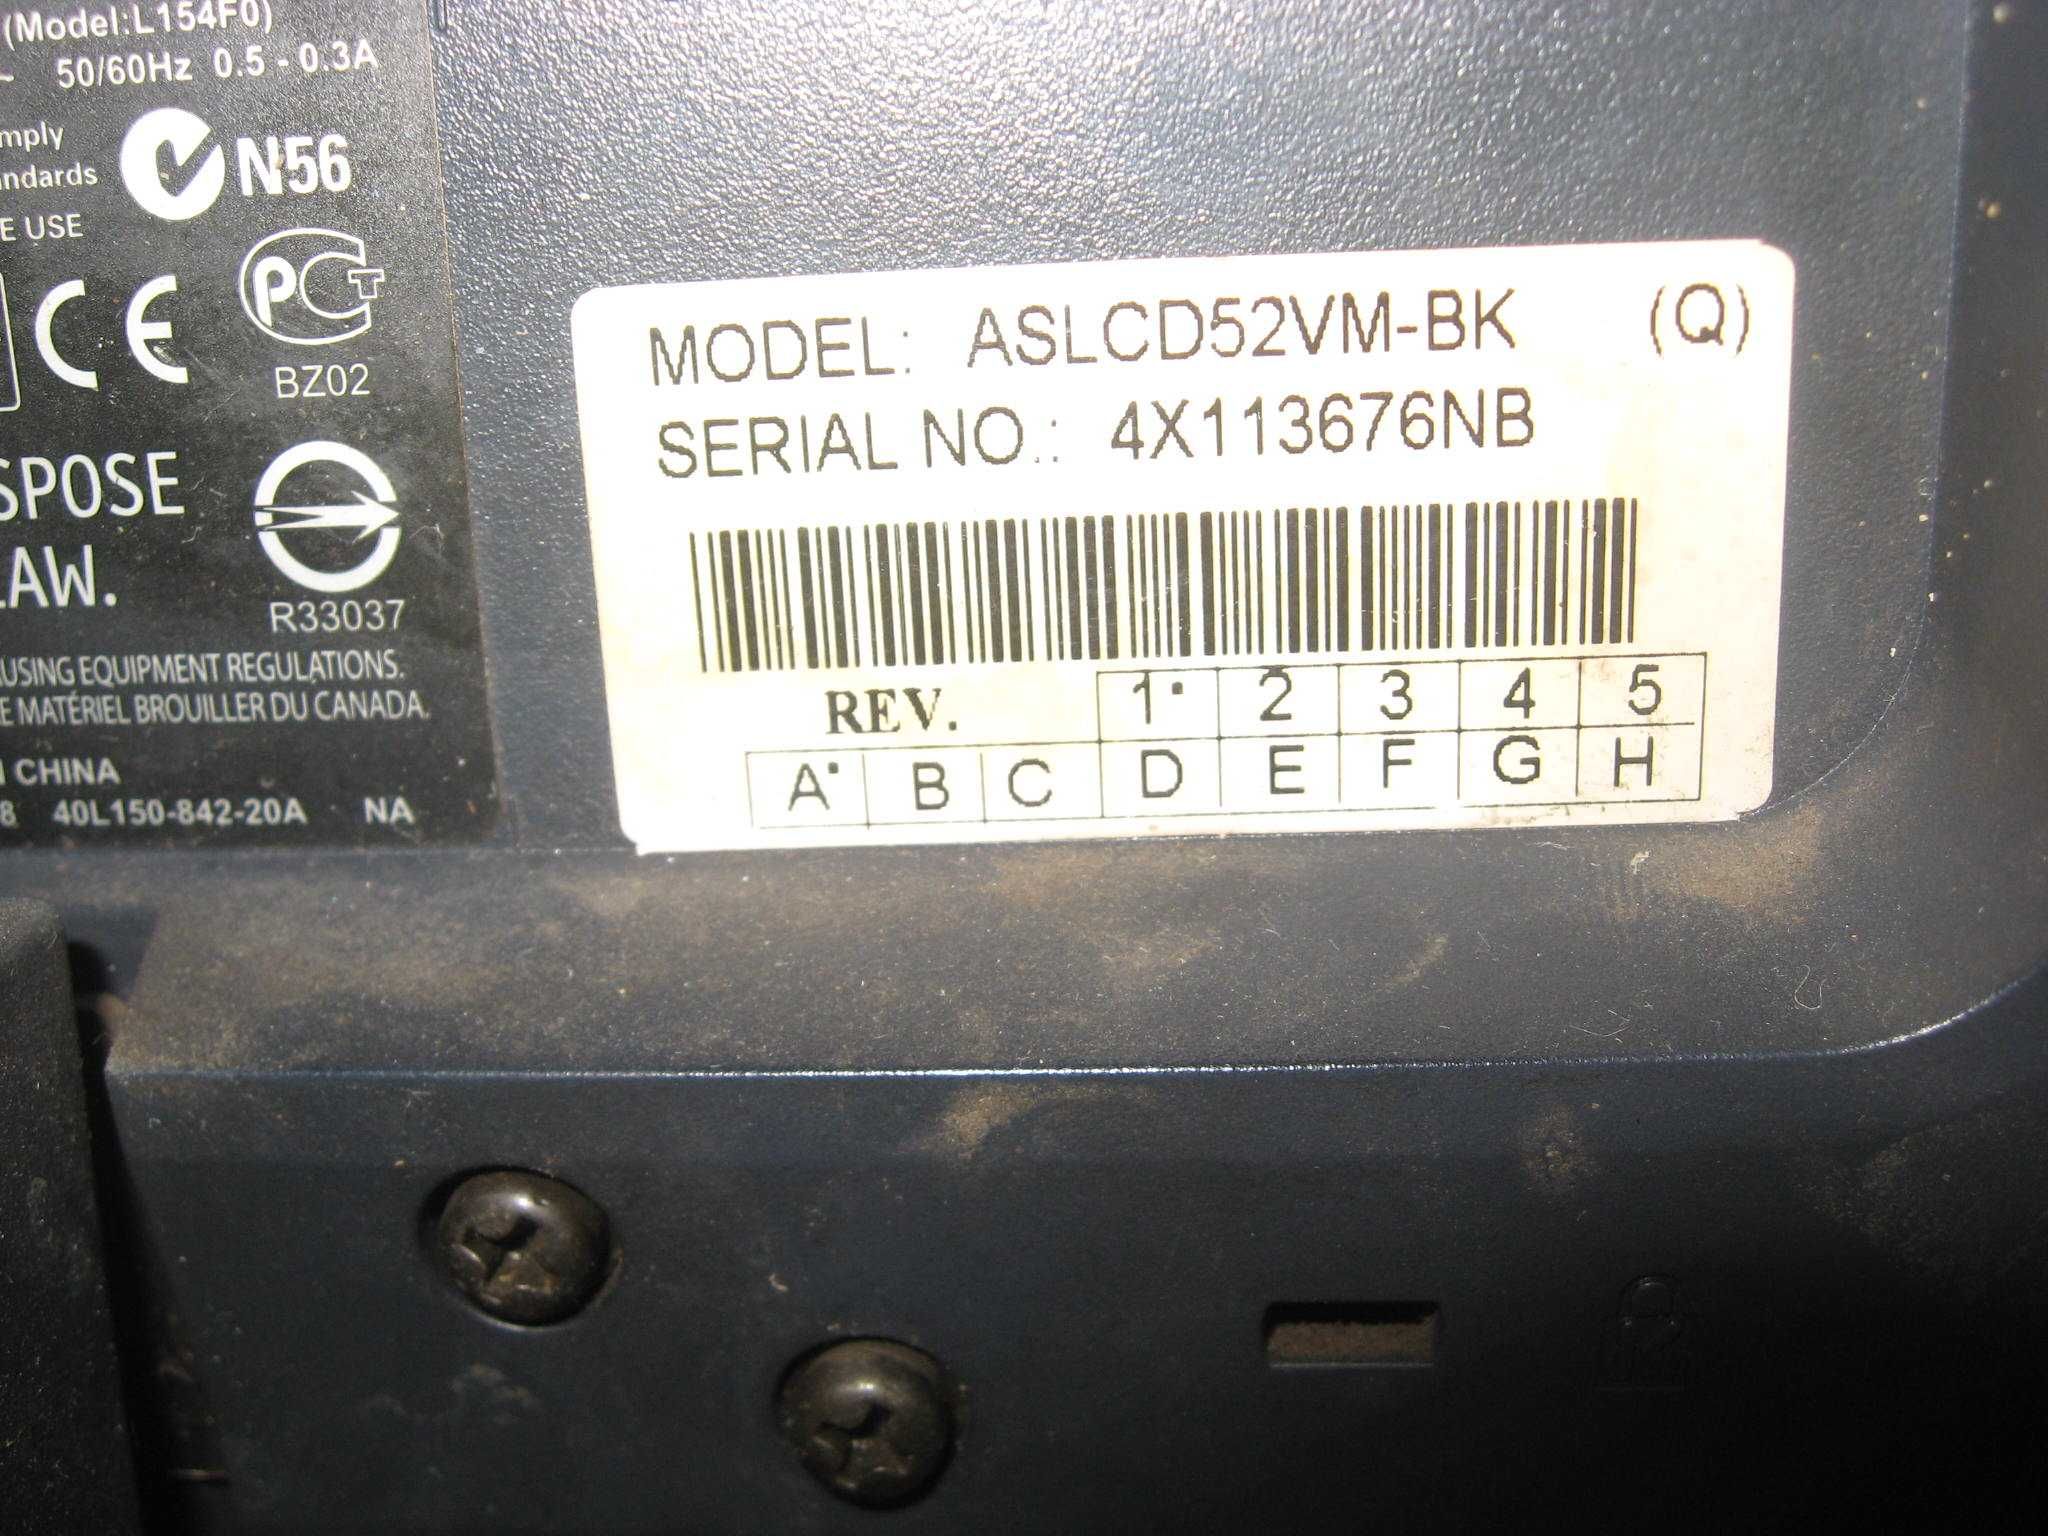 (Model:L154F0)
~ 50/60Hz 0.5 - 0.3A
mply
ndards
N56
E USE
CE
PCT
BZ02
SPOSE
LAW.
R33037
USING EQUIPMENT REGULATIONS.
E MATÉRIEL BROUILLER DU CANADA.
CHINA
8 40L150-842-20A NA
MODEL: ASLCD52VM-BK (Q)
SERIAL NO.: 4X113676NB
REV. 1 2 3 4 5
A B C D E F G H